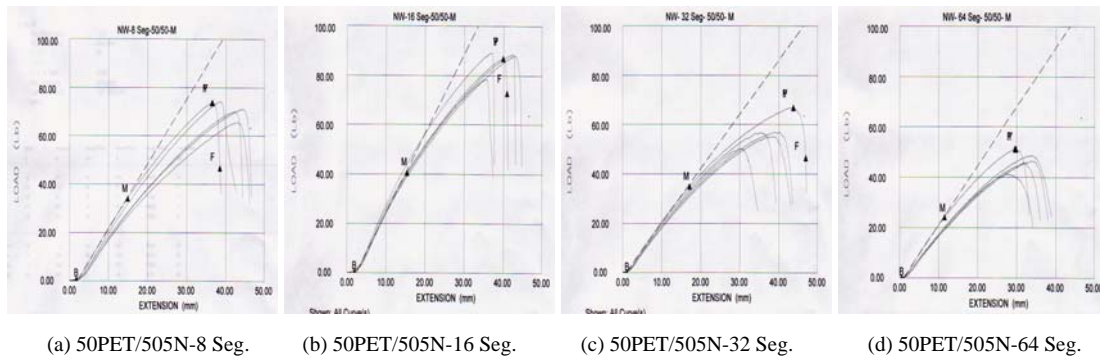 NW-8 Seg-50/50-M
100.00
80.00
60.00
40.00
20.00
0.00
LOAD (Lb)
B
M
F
0.00 10.00 20.00 30.00 40.00 50.00
EXTENSION (mm)
NW-16 Seg-50/50-M
100.00
80.00
60.00
40.00
20.00
0.00
LOAD (Lb)
B
M
F
0.00 10.00 20.00 30.00 40.00 50.00
EXTENSION (mm)
Shown: All Curve(s)
NW- 32 Seg- 50/50- M
100.00
80.00
60.00
40.00
20.00
0.00
LOAD (Lb)
B
M
F
0.00 10.00 20.00 30.00 40.00 50.00
EXTENSION (mm)
Shown: All Curve(s)
NW- 64 Seg- 50/50- M
100.00
80.00
60.00
40.00
20.00
0.00
LOAD (Lb)
B
M
0.00 10.00 20.00 30.00 40.00 50.00
EXTENSION (mm)
(a) 50PET/505N-8 Seg.
(b) 50PET/505N-16 Seg.
(c) 50PET/505N-32 Seg.
(d) 50PET/505N-64 Seg.